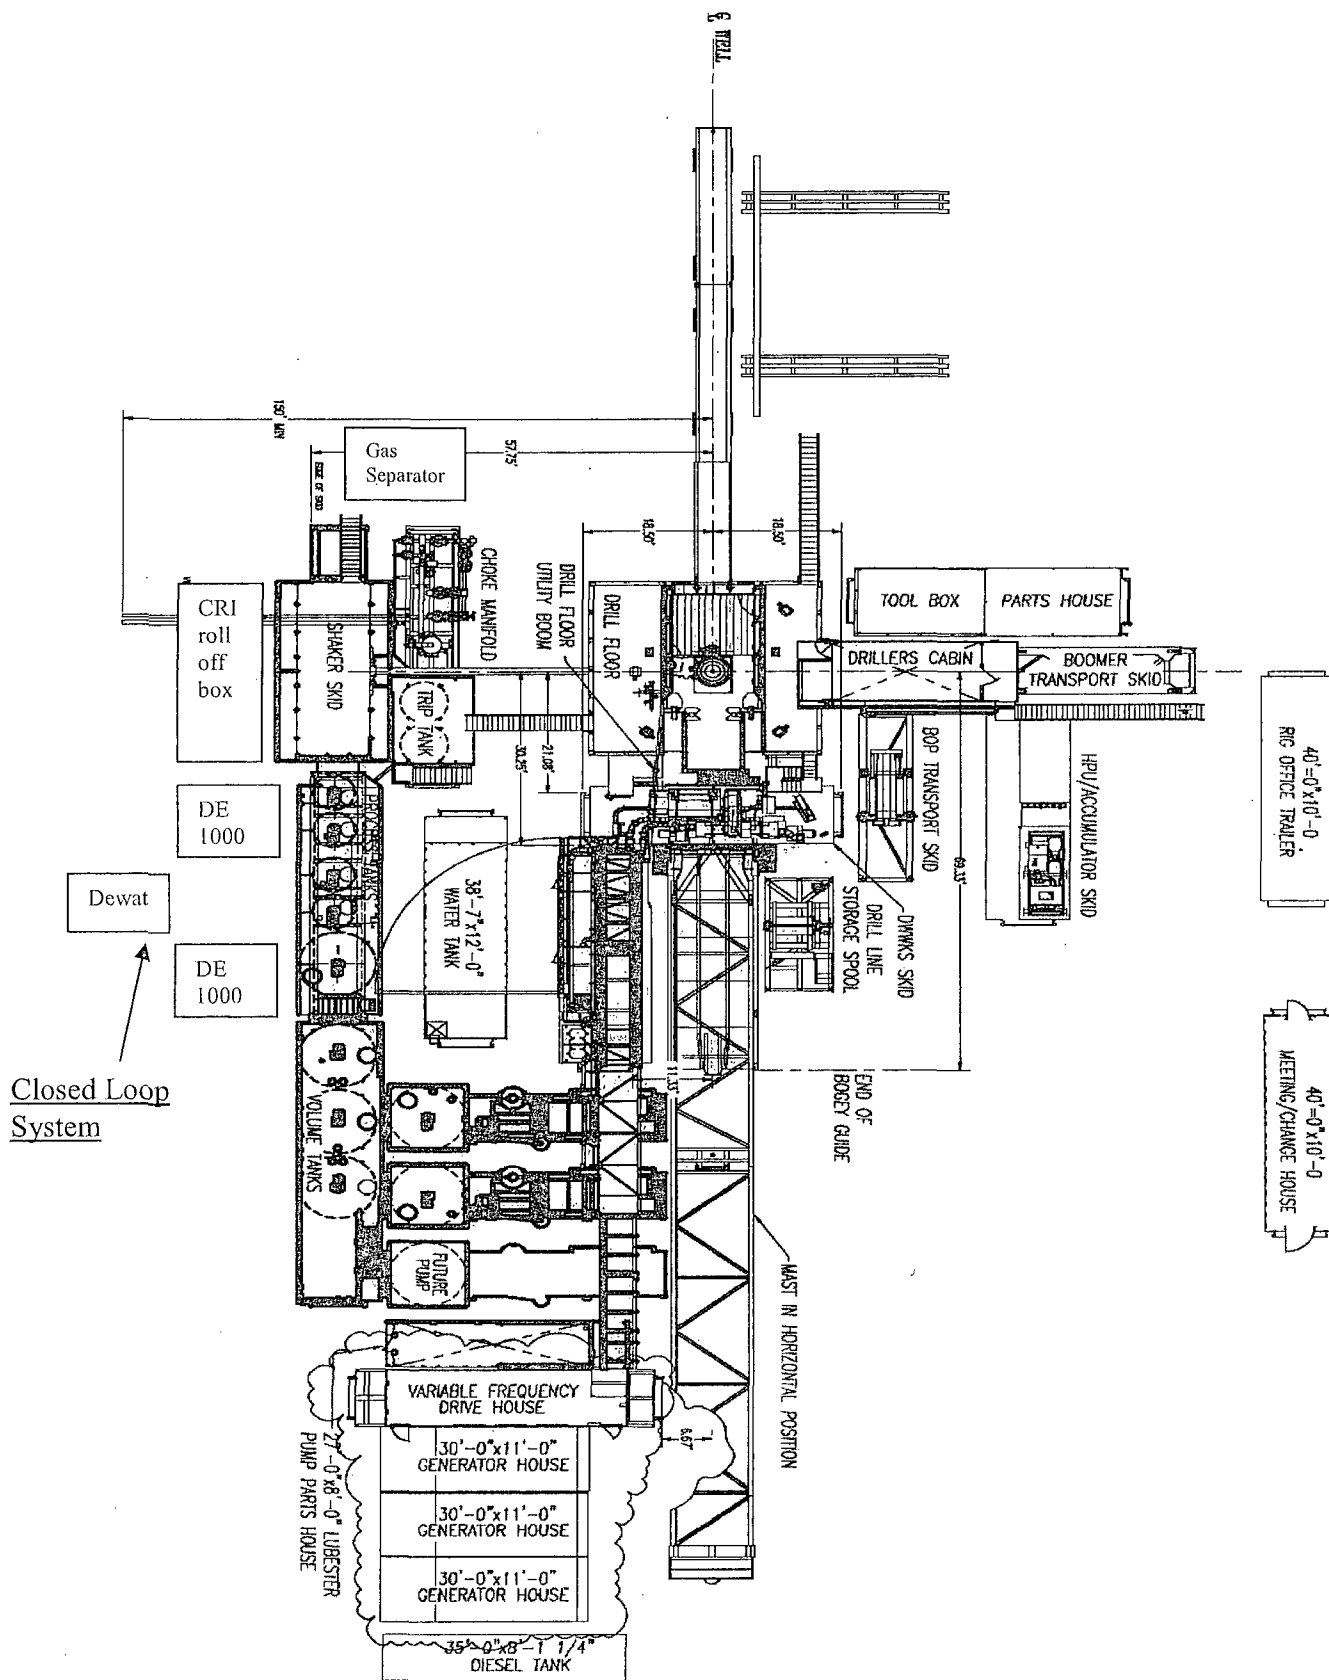 ℄ WELL
150' MIN
57.75'
Gas
Separator
EDGE OF SKID
18.50'
18.50'
CHOKE MANIFOLD
DRILL FLOOR
UTILITY BOOM
DRILL FLOOR
TOOL BOX
PARTS HOUSE
CRI
roll
off
box
SHAKER SKID
TRIP
TANK
DRILLERS CABIN
BOOMER
TRANSPORT SKID
30.25'
21.08'
BOP TRANSPORT SKID
HPU/ACCUMULATOR SKID
40'=0"x10'-0
RIG OFFICE TRAILER
DE
1000
PROCESS TANKS
38'-7"x12'-0"
WATER TANK
69.33'
Dewat
DE
1000
DRILL LINE
STORAGE SPOOL
DWWKS SKID
Closed Loop
System
VOLUME TANKS
11.33'
END OF
BOGEY GUIDE
40'=0"x10'-0
MEETING/CHANGE HOUSE
FUTURE
PUMP
MAST IN HORIZONTAL POSITION
VARIABLE FREQUENCY
DRIVE HOUSE
6.67'
27'-0"x8'-0" LUBESTER
PUMP PARTS HOUSE
30'-0"x11'-0"
GENERATOR HOUSE
30'-0"x11'-0"
GENERATOR HOUSE
30'-0"x11'-0"
GENERATOR HOUSE
35'-0"x8'-1 1/4"
DIESEL TANK